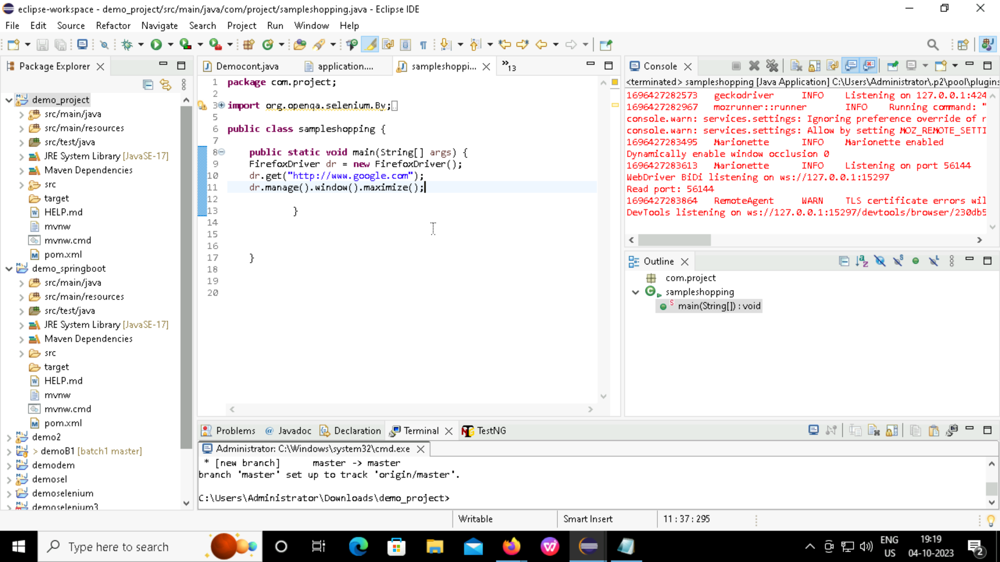 eclipse-workspace - demo_project/src/main/java/com/project/sampleshopping.java - Eclipse IDE
File Edit Source Refactor Navigate Search Project Run Window Help
Package Explorer
demo_project
src/main/java
src/main/resources
src/test/java
JRE System Library [JavaSE-17]
Maven Dependencies
src
target
HELP.md
mvnw
mvnw.cmd
pom.xml
demo_springboot
src/main/java
src/main/resources
src/test/java
JRE System Library [JavaSE-17]
Maven Dependencies
src
target
HELP.md
mvnw
mvnw.cmd
pom.xml
demo2
> demoB1 [batch1 master]
demodem
demosel
demoselenium
demoselenium3
Democont.java application.... sampleshoppi... »13
1 package com.project;
2
3 import org.openqa.selenium.By;
5
6 public class sampleshopping {
7
8 public static void main(String[] args) {
9 FirefoxDriver dr = new FirefoxDriver();
10 dr.get("http://www.google.com");
11 dr.manage().window().maximize();
12
13 }
14
15
16
17 }
18
19
20
Console
<terminated> sampleshopping [Java Application] C:\Users\Administrator\.p2\pool\plugins
1696427282573 geckodriver INFO Listening on 127.0.0.1:424
1696427282967 mozrunner::runner INFO Running command: "
console.warn: services.settings: Ignoring preference override of r
console.warn: services.settings: Allow by setting MOZ_REMOTE_SETTI
1696427283495 Marionette INFO Marionette enabled
Dynamically enable window occlusion 0
1696427283613 Marionette INFO Listening on port 56144
WebDriver BiDi listening on ws://127.0.0.1:15297
Read port: 56144
1696427283864 RemoteAgent WARN TLS certificate errors wil
DevTools listening on ws://127.0.0.1:15297/devtools/browser/230db5
Outline
com.project
sampleshopping
main(String[]) : void
Problems @ Javadoc Declaration Terminal TestNG
Administrator: C:\Windows\system32\cmd.exe
* [new branch] master -> master
branch 'master' set up to track 'origin/master'.
C:\Users\Administrator\Downloads\demo_project>
Writable Smart Insert 11 : 37 : 295
Type here to search
ENG
US
19:19
04-10-2023
2